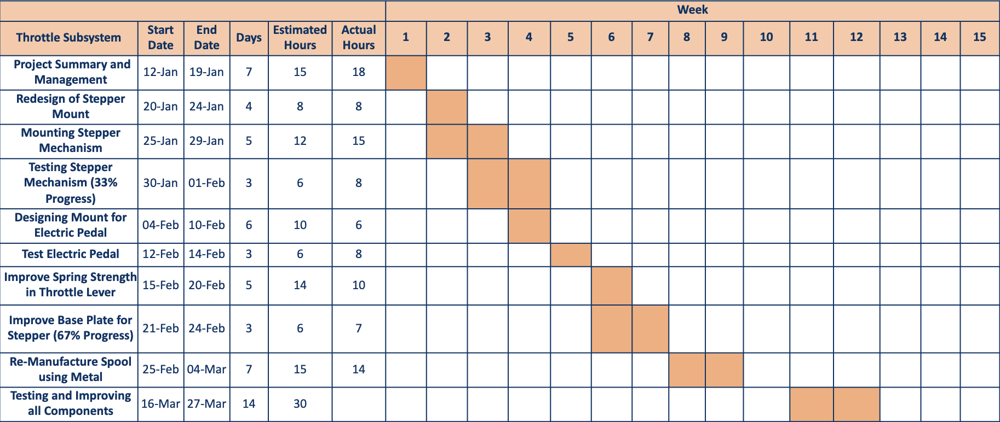 Week
Throttle Subsystem Start Date End Date Days Estimated Hours Actual Hours 1 2 3 4 5 6 7 8 9 10 11 12 13 14 15
Project Summary and Management 12-Jan 19-Jan 7 15 18
Redesign of Stepper Mount 20-Jan 24-Jan 4 8 8
Mounting Stepper Mechanism 25-Jan 29-Jan 5 12 15
Testing Stepper Mechanism (33% Progress) 30-Jan 01-Feb 3 6 8
Designing Mount for Electric Pedal 04-Feb 10-Feb 6 10 6
Test Electric Pedal 12-Feb 14-Feb 3 6 8
Improve Spring Strength in Throttle Lever 15-Feb 20-Feb 5 14 10
Improve Base Plate for Stepper (67% Progress) 21-Feb 24-Feb 3 6 7
Re-Manufacture Spool using Metal 25-Feb 04-Mar 7 15 14
Testing and Improving all Components 16-Mar 27-Mar 14 30